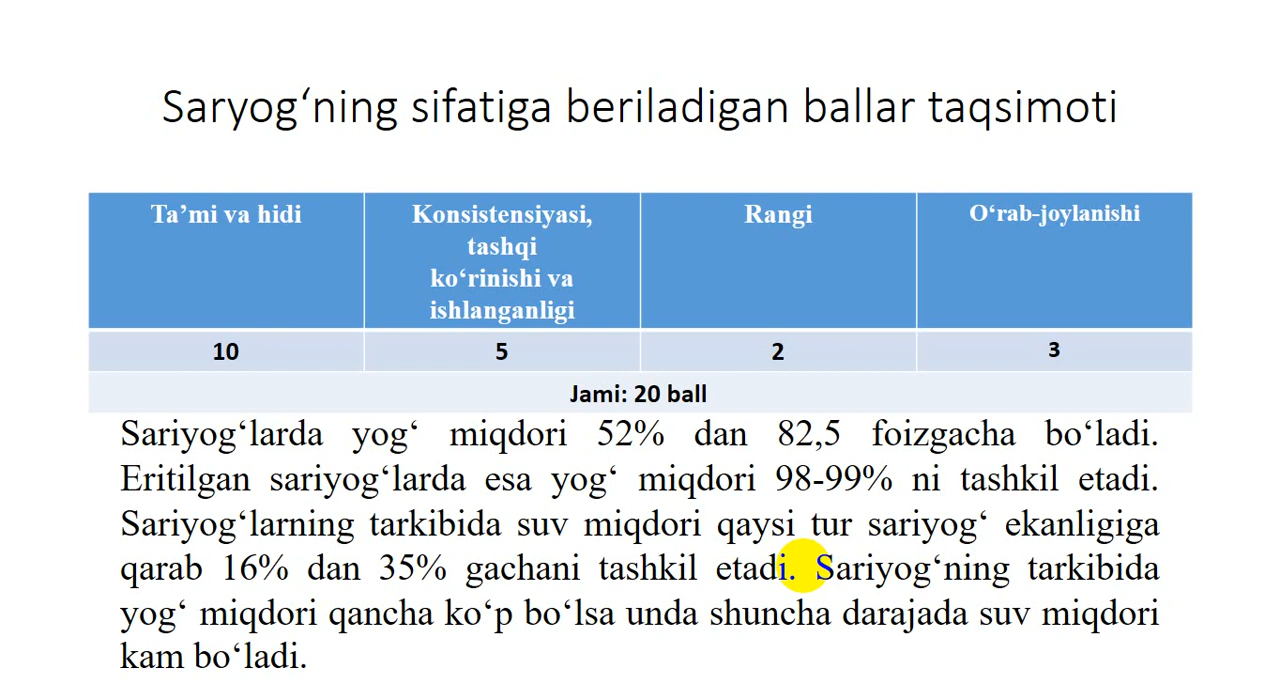 Saryog‘ning sifatiga beriladigan ballar taqsimoti
Ta’mi va hidi
Konsistensiyasi,
tashqi
ko‘rinishi va
ishlanganligi
Rangi
O‘rab-joylanishi
10
5
2
3
Jami: 20 ball
Sariyog‘larda yog‘ miqdori 52% dan 82,5 foizgacha bo‘ladi.
Eritilgan sariyog‘larda esa yog‘ miqdori 98-99% ni tashkil etadi.
Sariyog‘larning tarkibida suv miqdori qaysi tur sariyog‘ ekanligiga
qarab 16% dan 35% gachani tashkil etadi. Sariyog‘ning tarkibida
yog‘ miqdori qancha ko‘p bo‘lsa unda shuncha darajada suv miqdori
kam bo‘ladi.